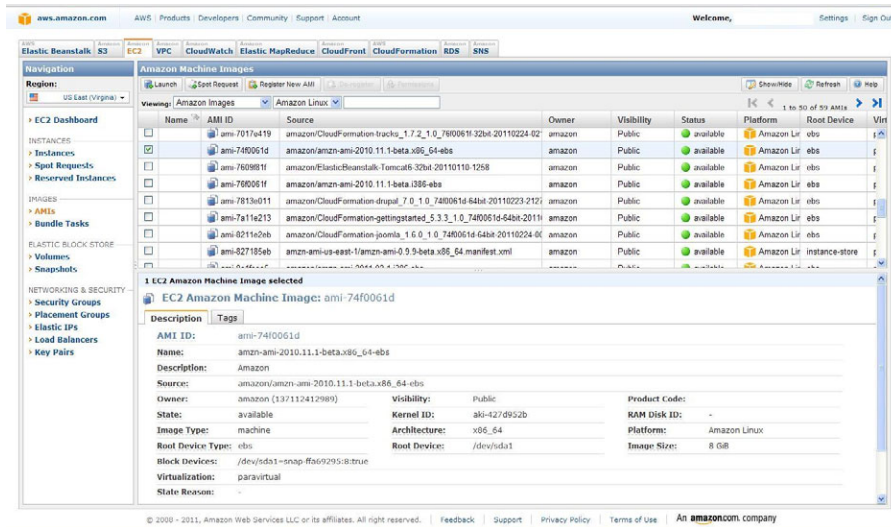 aws.amazon.com AWS Products Developers Community Support Account Welcome, Settings Sign Ou
AWS Elastic Beanstalk Amazon S3 Amazon EC2 Amazon VPC Amazon CloudWatch Amazon Elastic MapReduce Amazon CloudFront AWS CloudFormation Amazon RDS Amazon SNS
Navigation
Region:
US East (Virginia)
EC2 Dashboard
INSTANCES
Instances
Spot Requests
Reserved Instances
IMAGES
AMIs
Bundle Tasks
ELASTIC BLOCK STORE
Volumes
Snapshots
NETWORKING & SECURITY
Security Groups
Placement Groups
Elastic IPs
Load Balancers
Key Pairs
Amazon Machine Images
Launch Spot Request Register New AMI De-register Permissions Show/Hide Refresh Help
Viewing: Amazon Images Amazon Linux 1 to 50 of 59 AMIs
Name AMI ID Source Owner Visibility Status Platform Root Device Virt
ami-7017e419 amazon/CloudFormation-tracks_1.7.2_1.0_76f0061f-32bit-20110224-02 amazon Public available Amazon Lir ebs
ami-74f0061d amazon/amzn-ami-2010.11.1-beta.x86_64-ebs amazon Public available Amazon Lir ebs
ami-7609f81f amazon/ElasticBeanstalk-Tomcat6-32bit-20110110-1258 amazon Public available Amazon Lir ebs
ami-76f0061f amazon/amzn-ami-2010.11.1-beta.i386-ebs amazon Public available Amazon Lir ebs
ami-7813e011 amazon/CloudFormation-drupal_7.0_1.0_74f0061d-64bit-20110223-2127 amazon Public available Amazon Lir ebs
ami-7a11e213 amazon/CloudFormation-gettingstarted_5.3.3_1.0_74f0061d-64bit-2011 amazon Public available Amazon Lir ebs
ami-8211e2eb amazon/CloudFormation-joomla_1.6.0_1.0_74f0061d-64bit-20110224-00 amazon Public available Amazon Lir ebs
ami-827185eb amzn-ami-us-east-1/amzn-ami-0.9.9-beta.x86_64.manifest.xml amazon Public available Amazon Lir instance-store
1 EC2 Amazon Machine Image selected
EC2 Amazon Machine Image: ami-74f0061d
Description Tags
AMI ID: ami-74f0061d
Name: amzn-ami-2010.11.1-beta.x86_64-ebs
Description: Amazon
Source: amazon/amzn-ami-2010.11.1-beta.x86_64-ebs
Owner: amazon (137112412989) Visibility: Public Product Code:
State: available Kernel ID: aki-427d952b RAM Disk ID: -
Image Type: machine Architecture: x86_64 Platform: Amazon Linux
Root Device Type: ebs Root Device: /dev/sda1 Image Size: 8 GiB
Block Devices: /dev/sda1=snap-ffa69295:8:true
Virtualization: paravirtual
State Reason: -
© 2008 - 2011, Amazon Web Services LLC or its affiliates. All right reserved. Feedback Support Privacy Policy Terms of Use An amazon.com. company